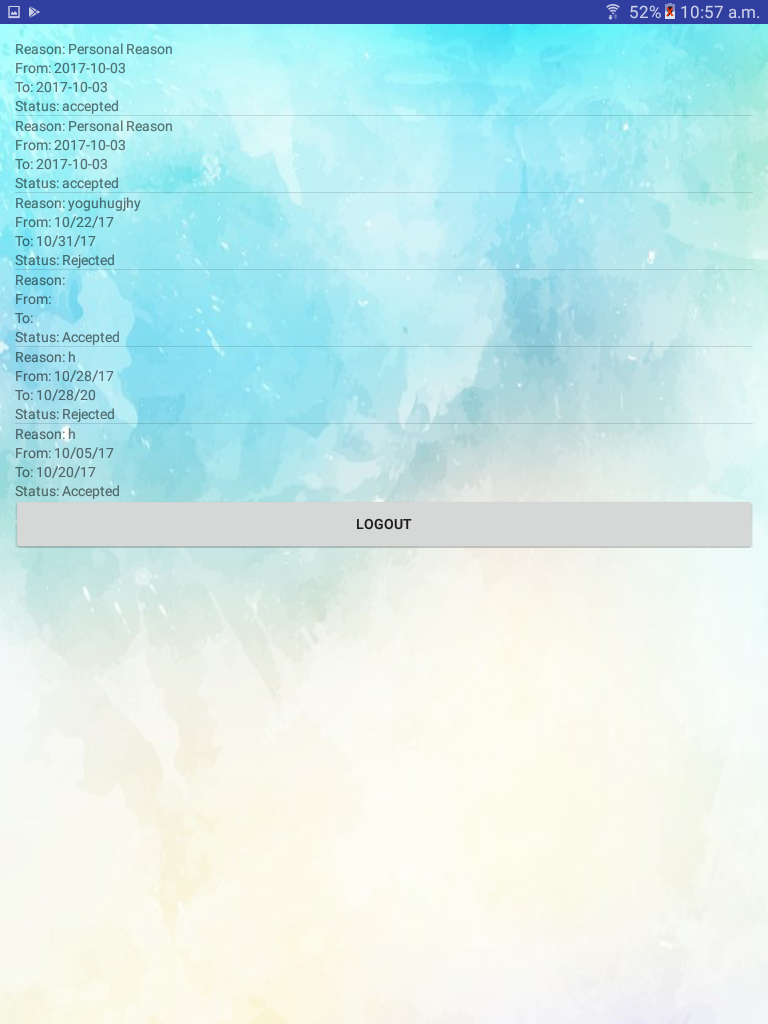 52% 10:57 a.m.
Reason: Personal Reason
From: 2017-10-03
To: 2017-10-03
Status: accepted
Reason: Personal Reason
From: 2017-10-03
To: 2017-10-03
Status: accepted
Reason: yoguhugjhy
From: 10/22/17
To: 10/31/17
Status: Rejected
Reason:
From:
To:
Status: Accepted
Reason: h
From: 10/28/17
To: 10/28/20
Status: Rejected
Reason: h
From: 10/05/17
To: 10/20/17
Status: Accepted
LOGOUT